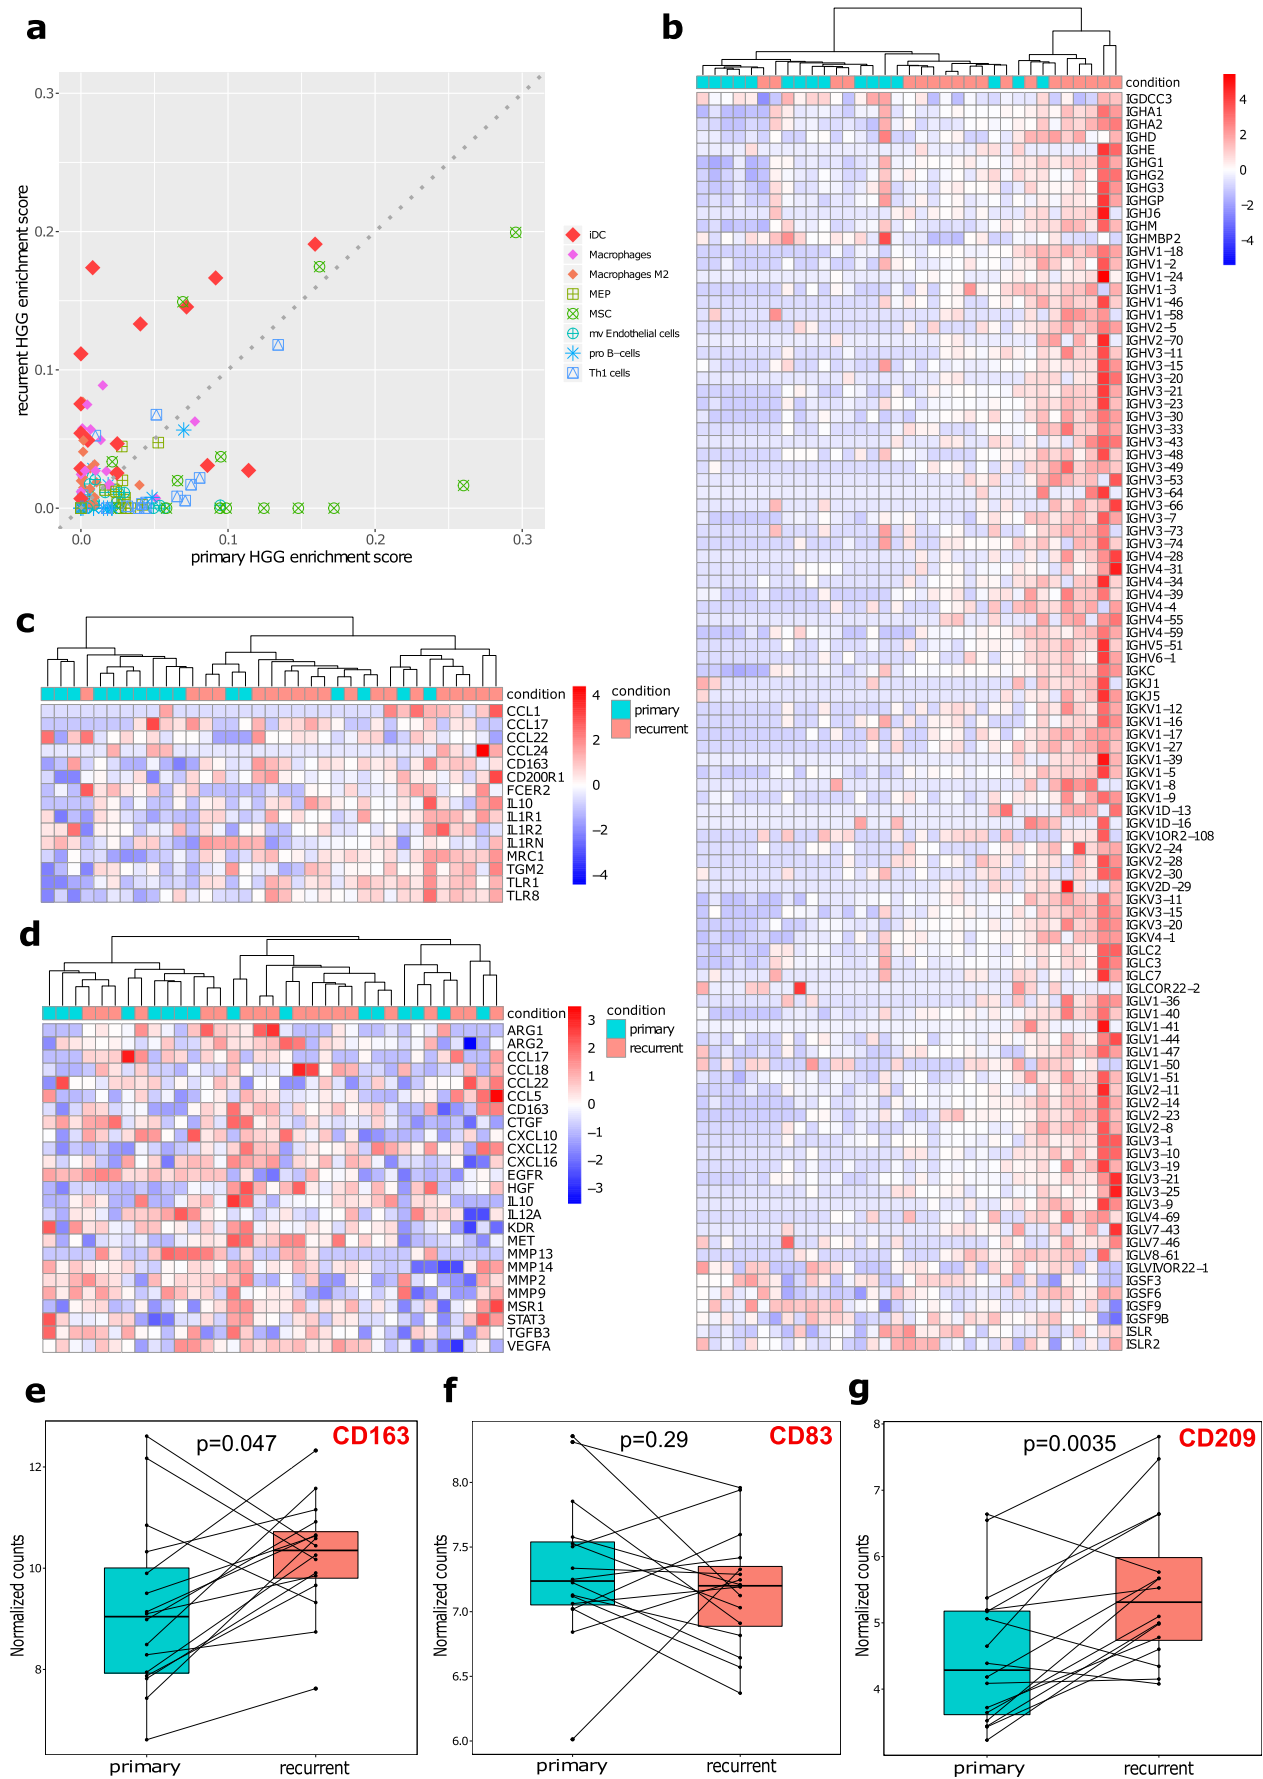 a
0.3
0.2
0.1
0.0
recurrent HGG enrichment score
0.0
0.1
0.2
0.3
primary HGG enrichment score
iDC
Macrophages
Macrophages M2
MEP
MSC
mv Endothelial cells
pro B−cells
Th1 cells
b
condition
IGDCC3
IGHA1
IGHA2
IGHD
IGHE
IGHG1
IGHG2
IGHG3
IGHGP
IGHJ6
IGHM
IGHMBP2
IGHV1−18
IGHV1−2
IGHV1−24
IGHV1−3
IGHV1−46
IGHV1−58
IGHV2−5
IGHV2−70
IGHV3−11
IGHV3−15
IGHV3−20
IGHV3−21
IGHV3−23
IGHV3−30
IGHV3−33
IGHV3−43
IGHV3−48
IGHV3−49
IGHV3−53
IGHV3−64
IGHV3−66
IGHV3−7
IGHV3−73
IGHV3−74
IGHV4−28
IGHV4−31
IGHV4−34
IGHV4−39
IGHV4−4
IGHV4−55
IGHV4−59
IGHV5−51
IGHV6−1
IGKC
IGKJ1
IGKJ5
IGKV1−12
IGKV1−16
IGKV1−17
IGKV1−27
IGKV1−39
IGKV1−5
IGKV1−8
IGKV1−9
IGKV1D−13
IGKV1D−16
IGKV1OR2−108
IGKV2−24
IGKV2−28
IGKV2−30
IGKV2D−29
IGKV3−11
IGKV3−15
IGKV3−20
IGKV4−1
IGLC2
IGLC3
IGLC7
IGLCOR22−2
IGLV1−36
IGLV1−40
IGLV1−41
IGLV1−44
IGLV1−47
IGLV1−50
IGLV1−51
IGLV2−11
IGLV2−14
IGLV2−23
IGLV2−8
IGLV3−1
IGLV3−10
IGLV3−19
IGLV3−21
IGLV3−25
IGLV3−9
IGLV4−69
IGLV7−43
IGLV7−46
IGLV8−61
IGLVIVOR22−1
IGSF3
IGSF6
IGSF9
IGSF9B
ISLR
ISLR2
4
2
0
−2
−4
c
condition
CCL1
CCL17
CCL22
CCL24
CD163
CD200R1
FCER2
IL10
IL1R1
IL1R2
IL1RN
MRC1
TGM2
TLR1
TLR8
4
2
0
−2
−4
condition
primary
recurrent
d
condition
ARG1
ARG2
CCL17
CCL18
CCL22
CCL5
CD163
CTGF
CXCL10
CXCL12
CXCL16
EGFR
HGF
IL10
IL12A
KDR
MET
MMP13
MMP14
MMP2
MMP9
MSR1
STAT3
TGFB3
VEGFA
3
2
1
0
−1
−2
−3
condition
primary
recurrent
e
CD163
p=0.047
12
10
8
Normalized counts
primary
recurrent
f
CD83
p=0.29
8.0
7.5
7.0
6.5
6.0
Normalized counts
primary
recurrent
g
CD209
p=0.0035
8
7
6
5
4
Normalized counts
primary
recurrent